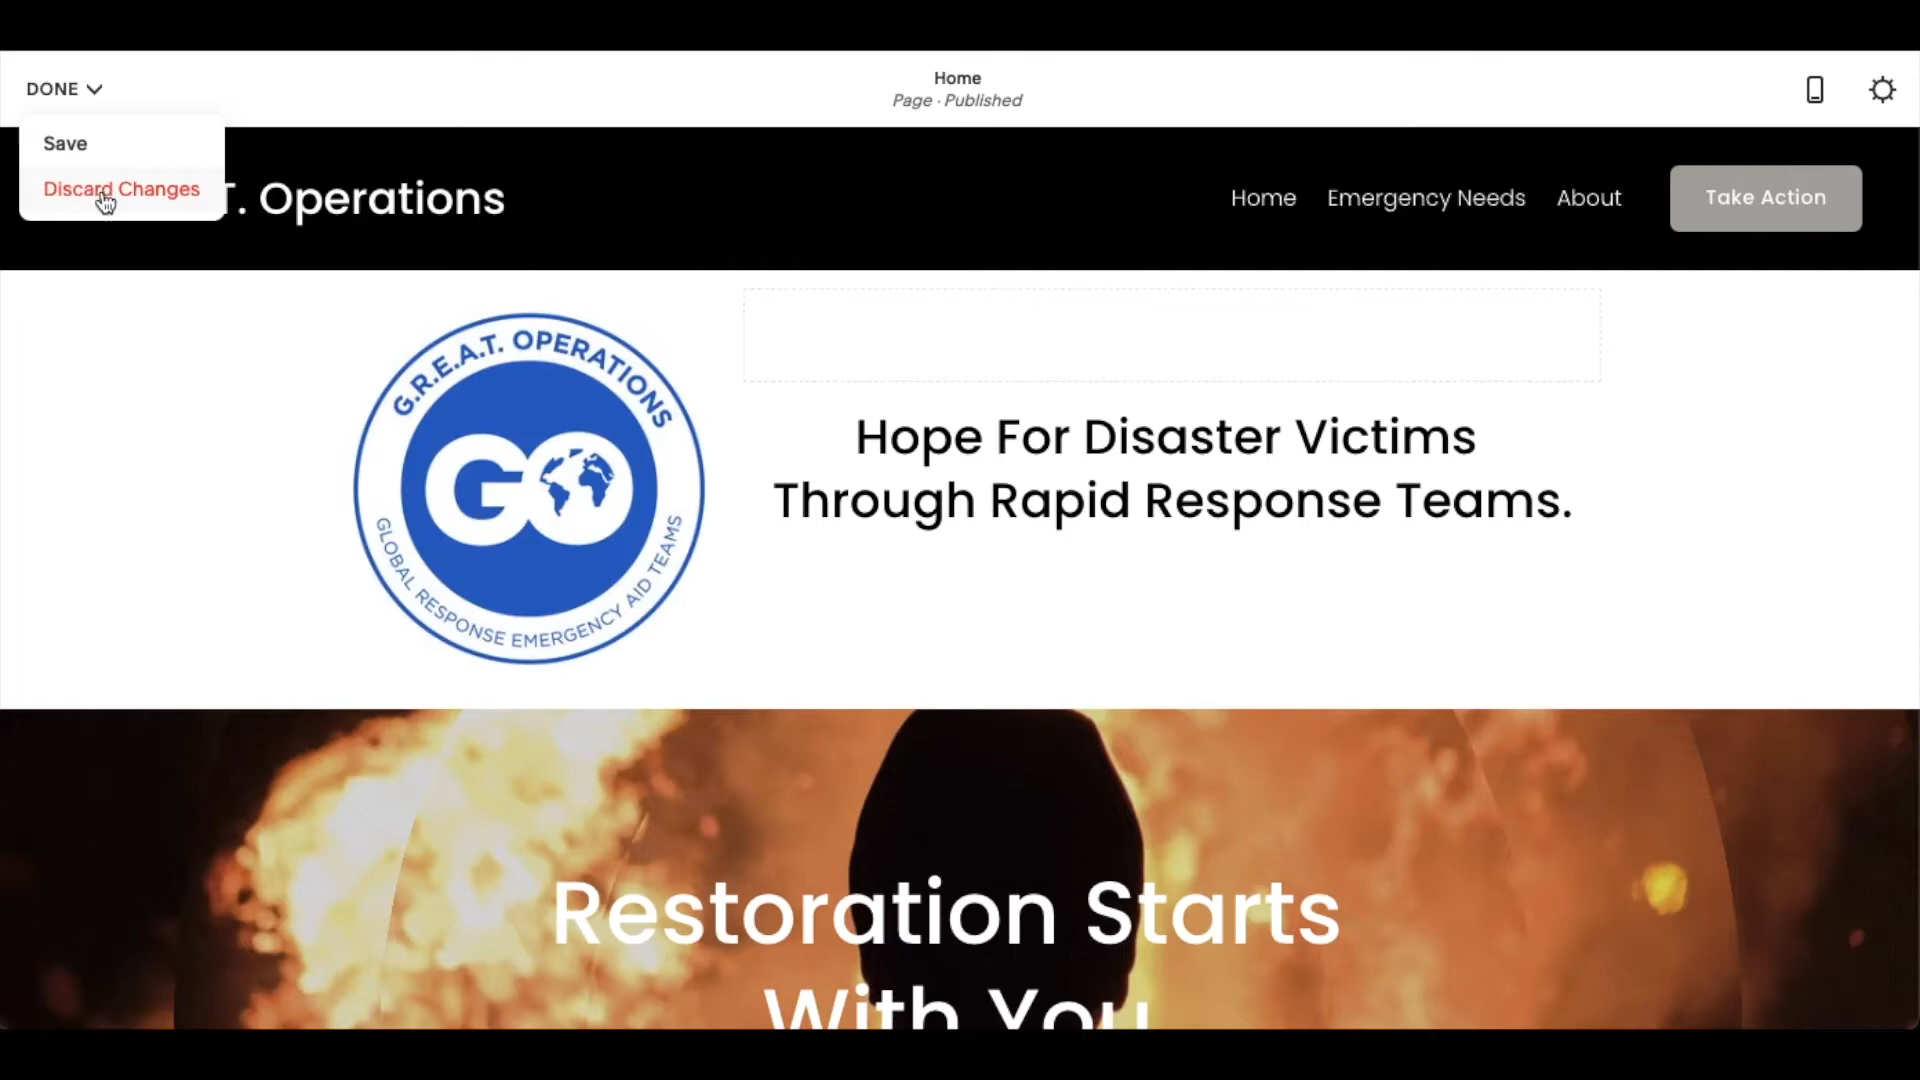 DONE
Home
Page · Published
Save
Discard Changes
T. Operations
Home
Emergency Needs
About
Take Action
G.R.E.A.T. OPERATIONS
GO
GLOBAL RESPONSE EMERGENCY AID TEAMS
Hope For Disaster Victims
Through Rapid Response Teams.
Restoration Starts
With You